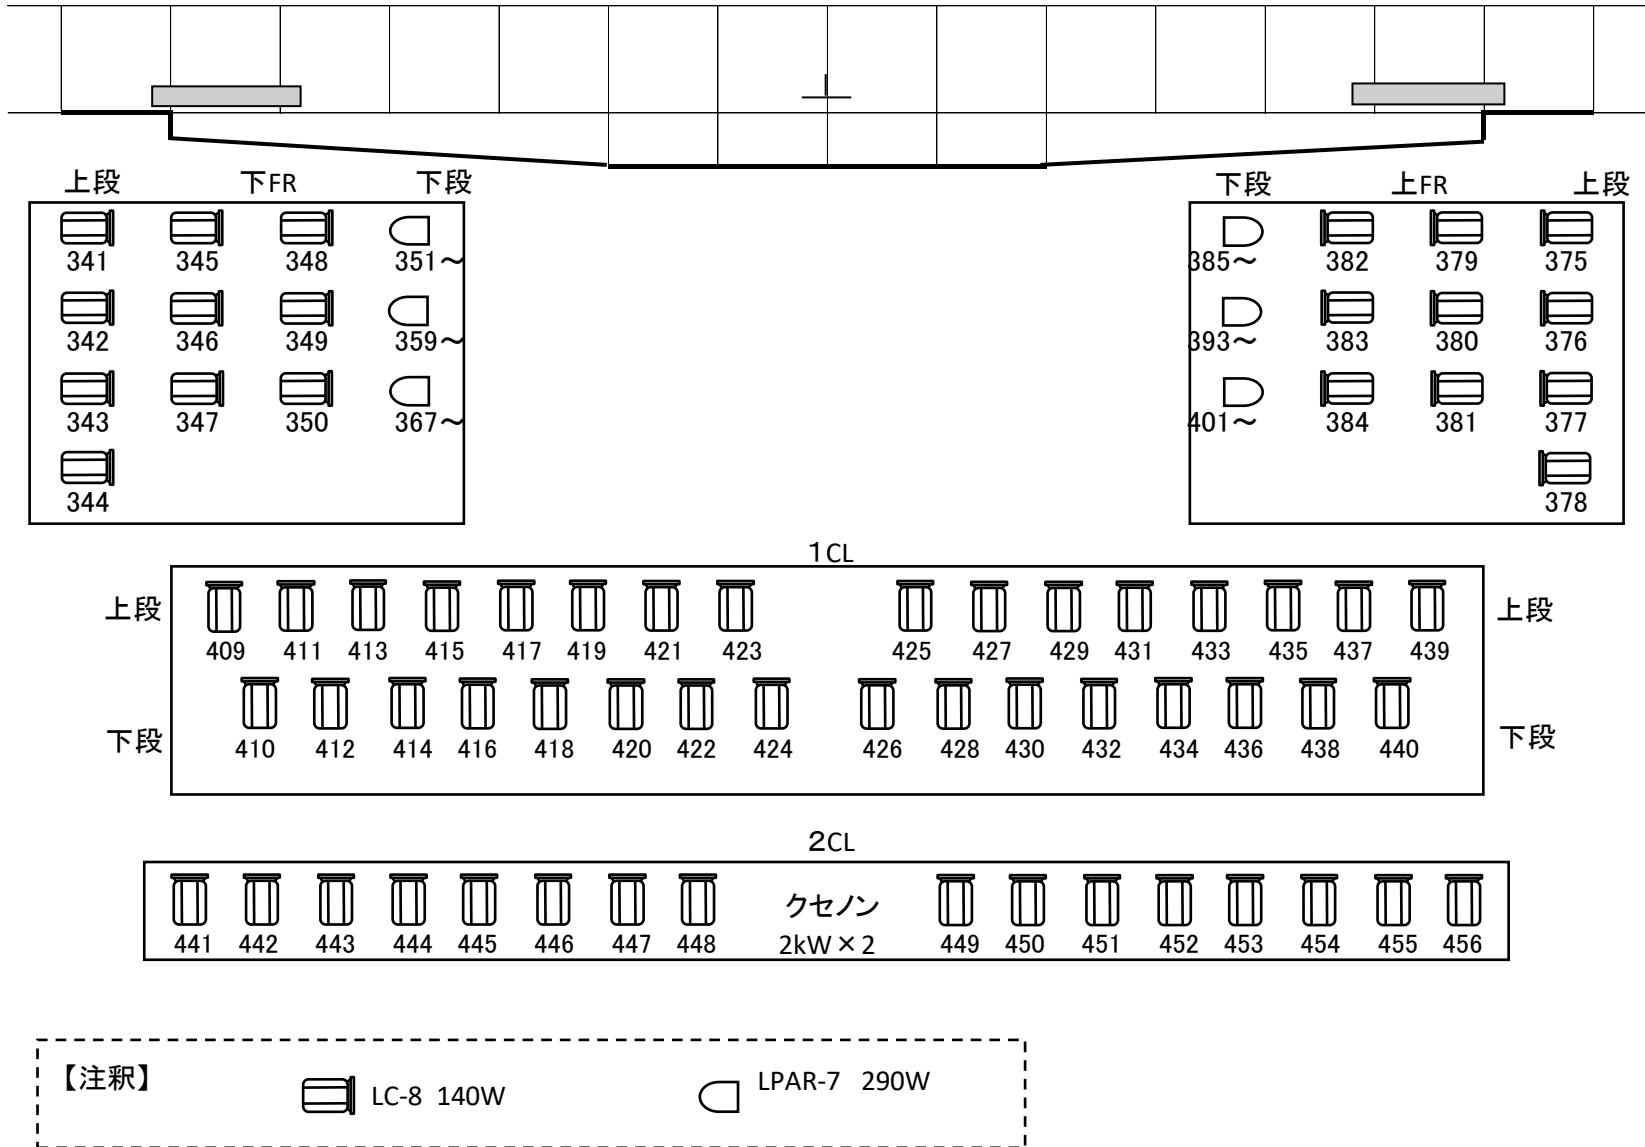 上段 下FR 下段 下段 上FR 上段
341 345 348 351～ 385～ 382 379 375
342 346 349 359～ 393～ 383 380 376
343 347 350 367～ 401～ 384 381 377
344 378
１CL
上段 上段
409 411 413 415 417 419 421 423 425 427 429 431 433 435 437 439
下段 下段
410 412 414 416 418 420 422 424 426 428 430 432 434 436 438 440
２CL
クセノン
2kW×2
441 442 443 444 445 446 447 448 449 450 451 452 453 454 455 456
【注釈】 LC-8 140W LPAR-7 290W